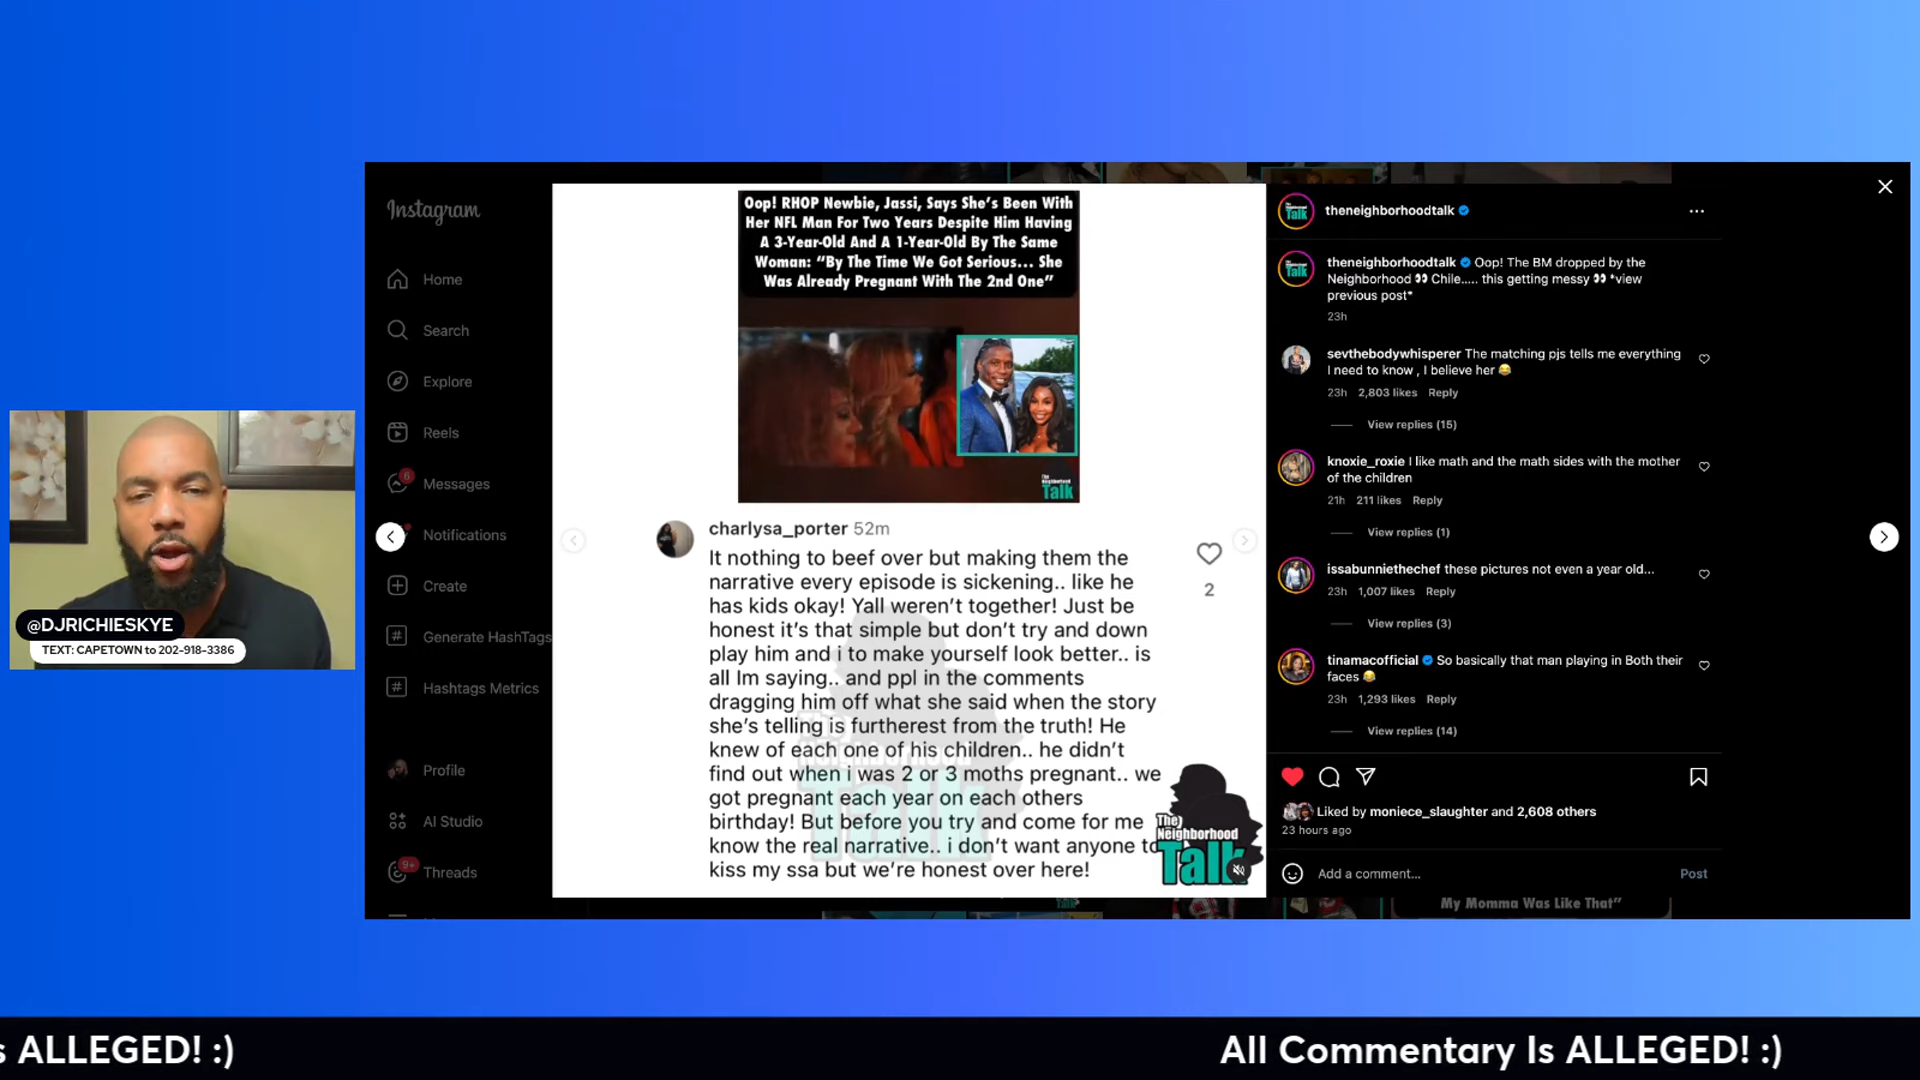 Instagram
Home
Search
Explore
Reels
6
Messages
Notifications
Create
Generate HashTags
Hashtags Metrics
Profile
AI Studio
9+
Threads
@DJRICHIESKYE
TEXT: CAPETOWN to 202-918-3386
Oop! RHOP Newbie, Jassi, Says She's Been With
Her NFL Man For Two Years Despite Him Having
A 3-Year-Old And A 1-Year-Old By The Same
Woman: "By The Time We Got Serious... She
Was Already Pregnant With The 2nd One"
The
Neighborhood
Talk
charlysa_porter 52m
It nothing to beef over but making them the
narrative every episode is sickening.. like he
has kids okay! Yall weren't together! Just be
honest it's that simple but don't try and down
play him and i to make yourself look better.. is
all Im saying.. and ppl in the comments
dragging him off what she said when the story
she's telling is furtherest from the truth! He
knew of each one of his children.. he didn't
find out when i was 2 or 3 moths pregnant.. we
got pregnant each year on each others
birthday! But before you try and come for me
know the real narrative.. i don't want anyone to
kiss my ssa but we're honest over here!
2
The
Neighborhood
Talk
The
Neighborhood
Talk
theneighborhoodtalk
theneighborhoodtalk Oop! The BM dropped by the
Neighborhood 👀 Chile..... this getting messy 👀 *view
previous post*
23h
sevthebodywhisperer The matching pjs tells me everything
I need to know , I believe her 😂
23h 2,803 likes Reply
View replies (15)
knoxie_roxie I like math and the math sides with the mother
of the children
21h 211 likes Reply
View replies (1)
issabunniethechef these pictures not even a year old...
23h 1,007 likes Reply
View replies (3)
tinamacofficial So basically that man playing in Both their
faces 😂
23h 1,293 likes Reply
View replies (14)
Liked by moniece_slaughter and 2,608 others
23 hours ago
Add a comment...
Post
My Momma Was Like That"
s ALLEGED! :)
All Commentary Is ALLEGED! :)